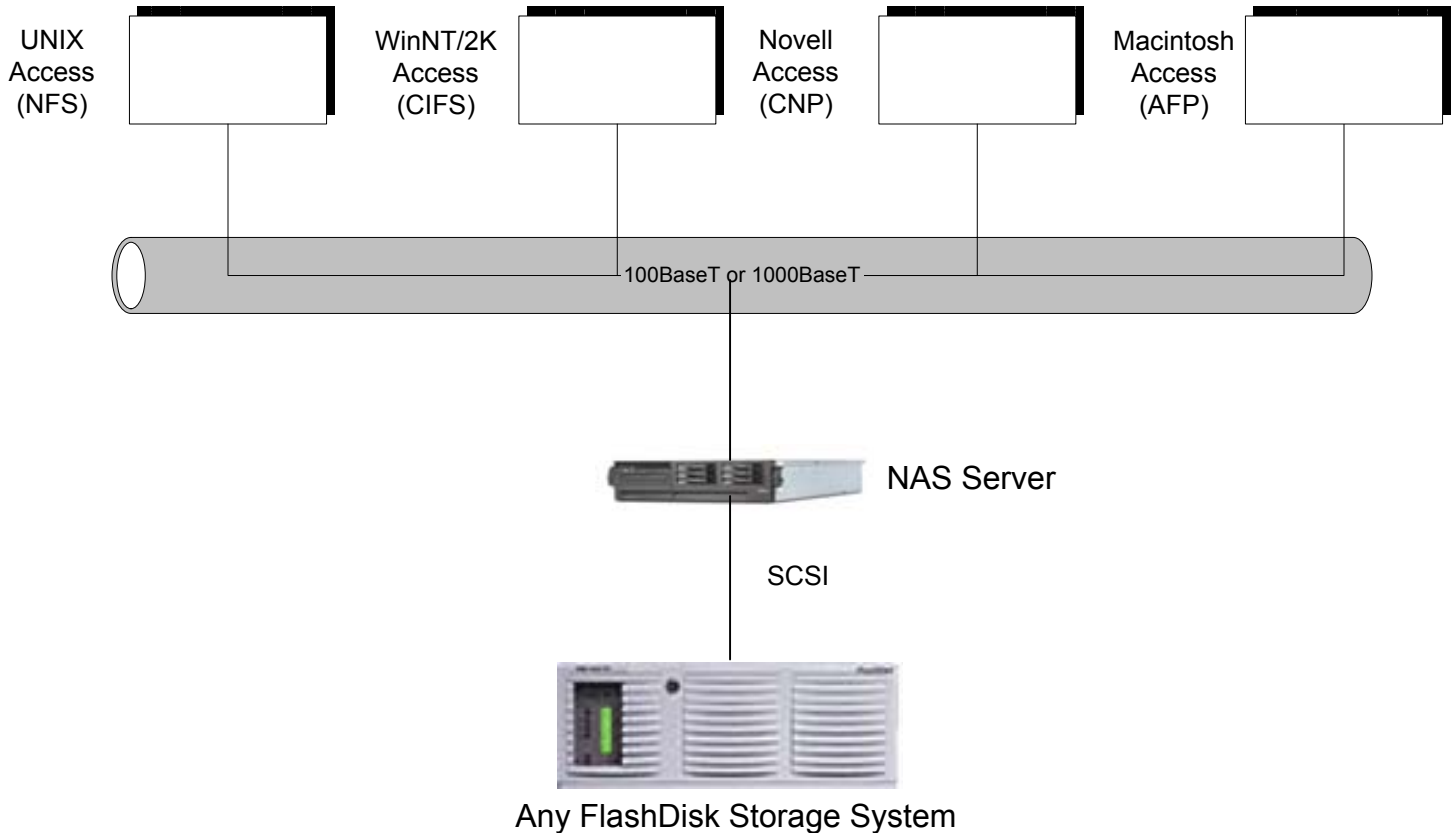 UNIX
Access
(NFS)
WinNT/2K
Access
(CIFS)
Novell
Access
(CNP)
Macintosh
Access
(AFP)
100BaseT or 1000BaseT
NAS Server
SCSI
Any FlashDisk Storage System